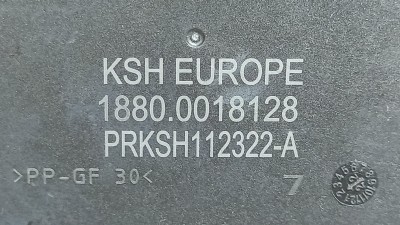 KSH EUROPE
1880.0018128
PRKSH112322-A
>PP-GF 30<
7